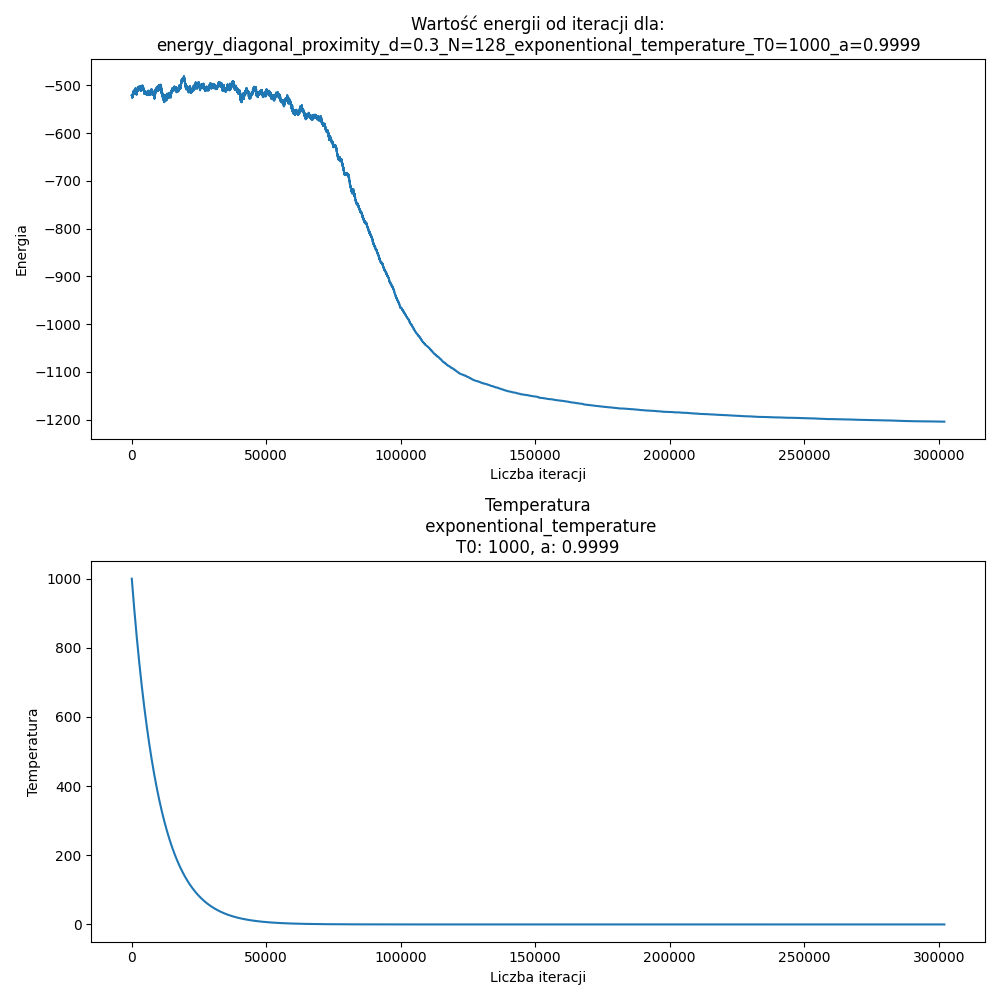 Wartość energii od iteracji dla:
energy_diagonal_proximity_d=0.3_N=128_exponentional_temperature_T0=1000_a=0.9999
−500
−600
−700
−800
−900
−1000
−1100
−1200
Energia
0 50000 100000 150000 200000 250000 300000
Liczba iteracji
Temperatura
exponentional_temperature
T0: 1000, a: 0.9999
1000
800
600
400
200
0
Temperatura
0 50000 100000 150000 200000 250000 300000
Liczba iteracji